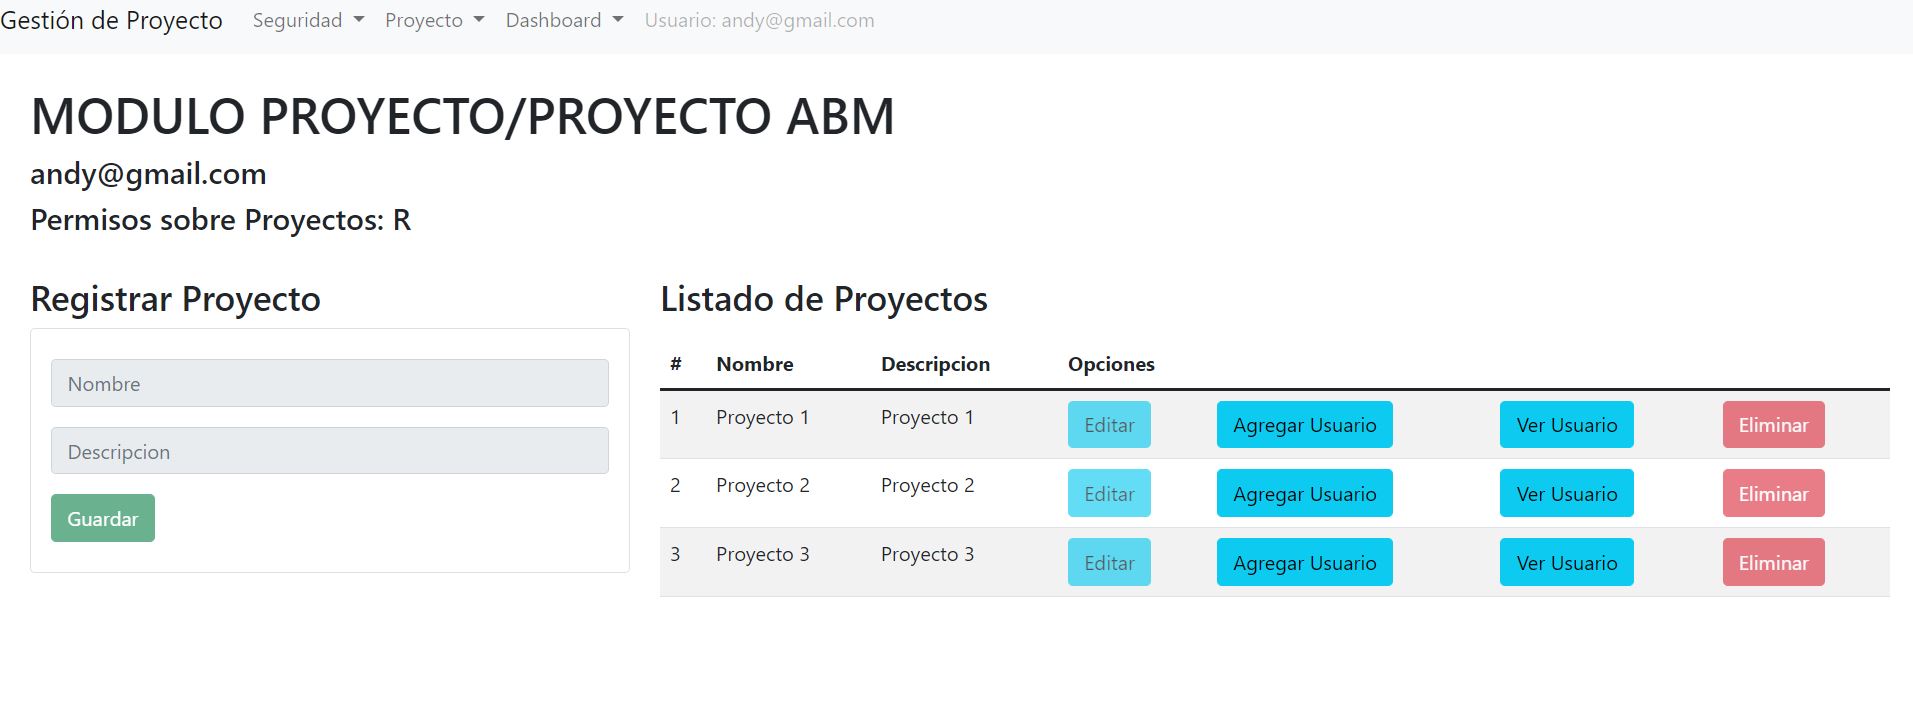 Gestión de Proyecto Seguridad Proyecto Dashboard Usuario: andy@gmail.com
MODULO PROYECTO/PROYECTO ABM
andy@gmail.com
Permisos sobre Proyectos: R
Registrar Proyecto
Nombre
Descripcion
Guardar
Listado de Proyectos
# Nombre Descripcion Opciones
1 Proyecto 1 Proyecto 1 Editar Agregar Usuario Ver Usuario Eliminar
2 Proyecto 2 Proyecto 2 Editar Agregar Usuario Ver Usuario Eliminar
3 Proyecto 3 Proyecto 3 Editar Agregar Usuario Ver Usuario Eliminar